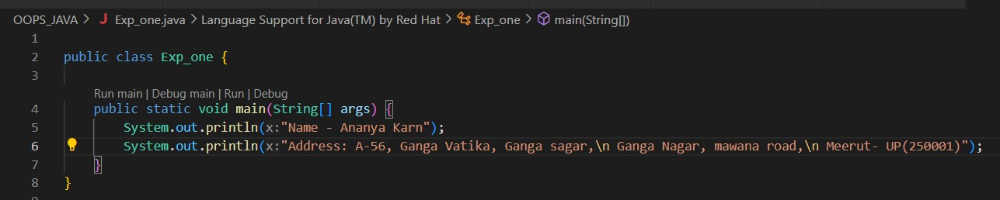 OOPS_JAVA > J Exp_one.java > Language Support for Java(TM) by Red Hat > Exp_one > main(String[])
1
2 public class Exp_one {
3
Run main | Debug main | Run | Debug
4 public static void main(String[] args) {
5 System.out.println(x:"Name - Ananya Karn");
6 System.out.println(x:"Address: A-56, Ganga Vatika, Ganga sagar,\n Ganga Nagar, mawana road,\n Meerut- UP(250001)");
7 }
8 }